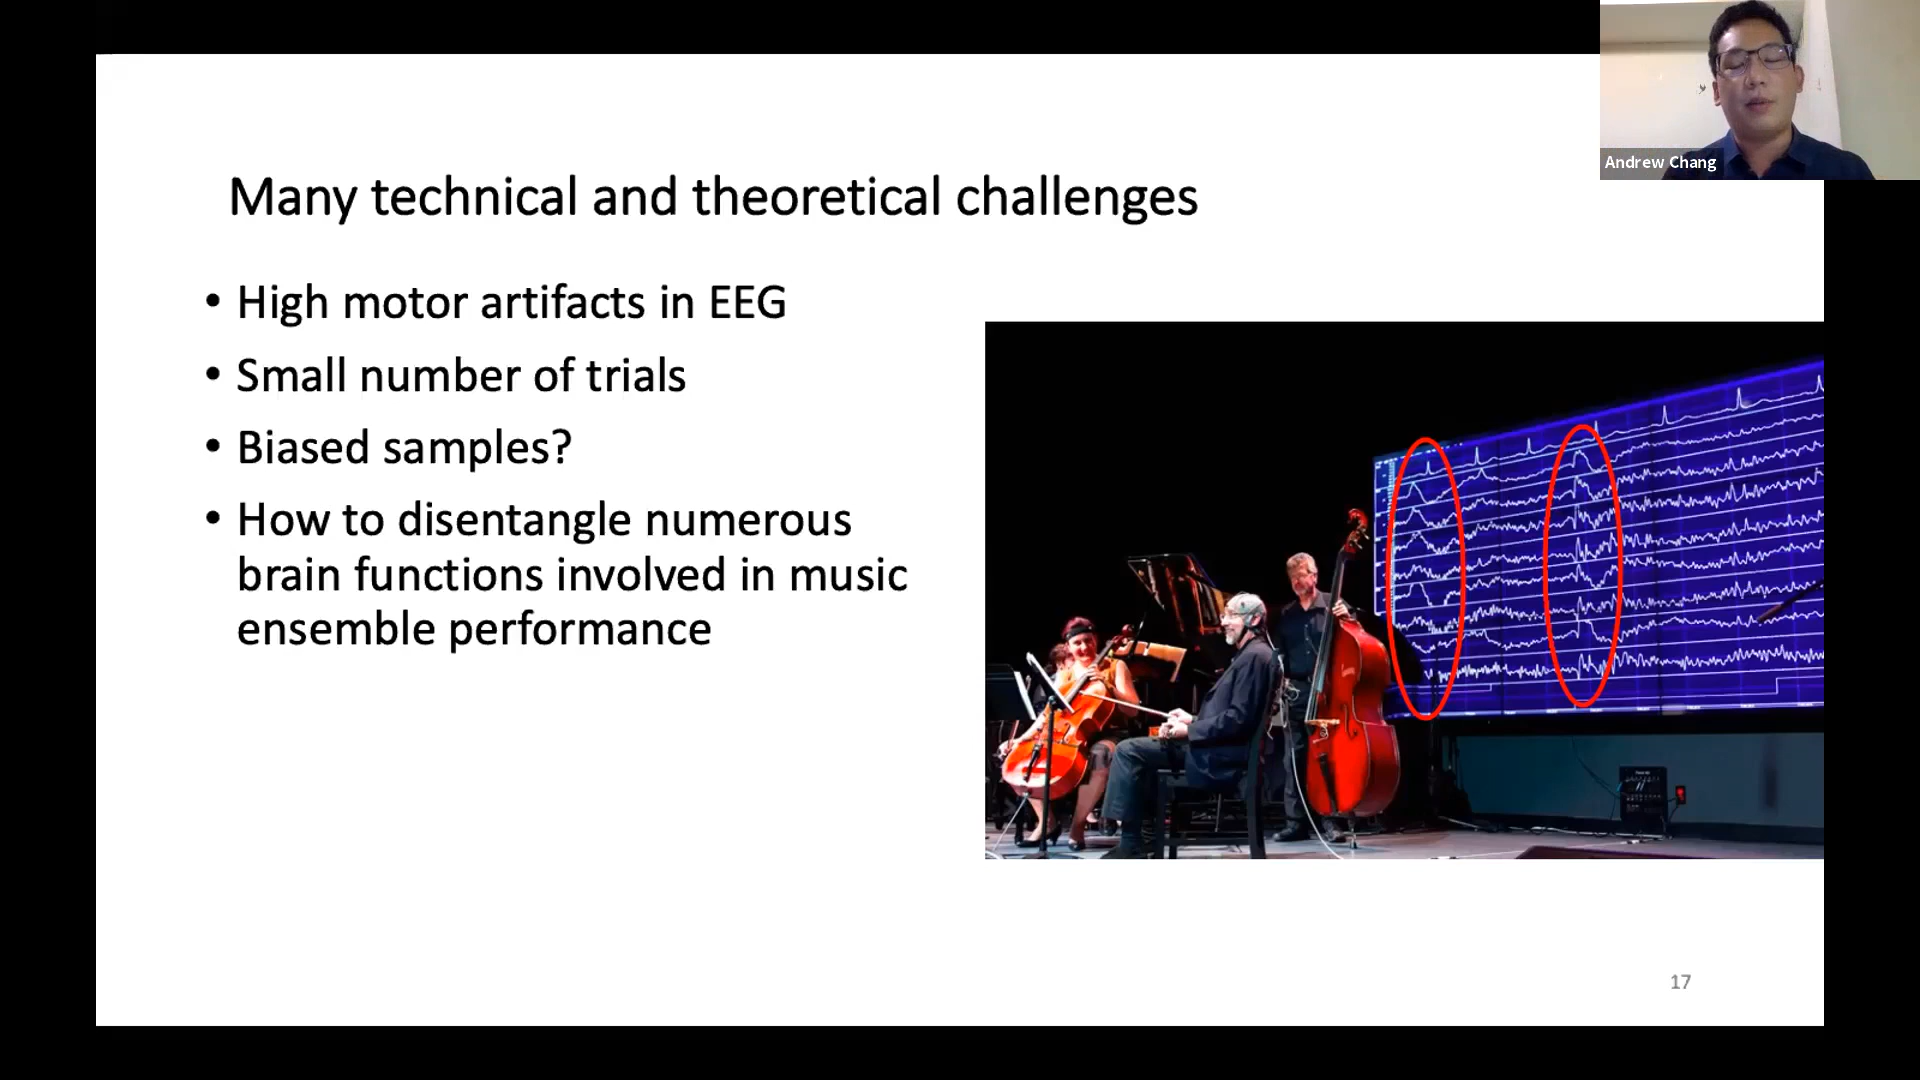 Andrew Chang
Many technical and theoretical challenges
• High motor artifacts in EEG
• Small number of trials
• Biased samples?
• How to disentangle numerous
brain functions involved in music
ensemble performance
17